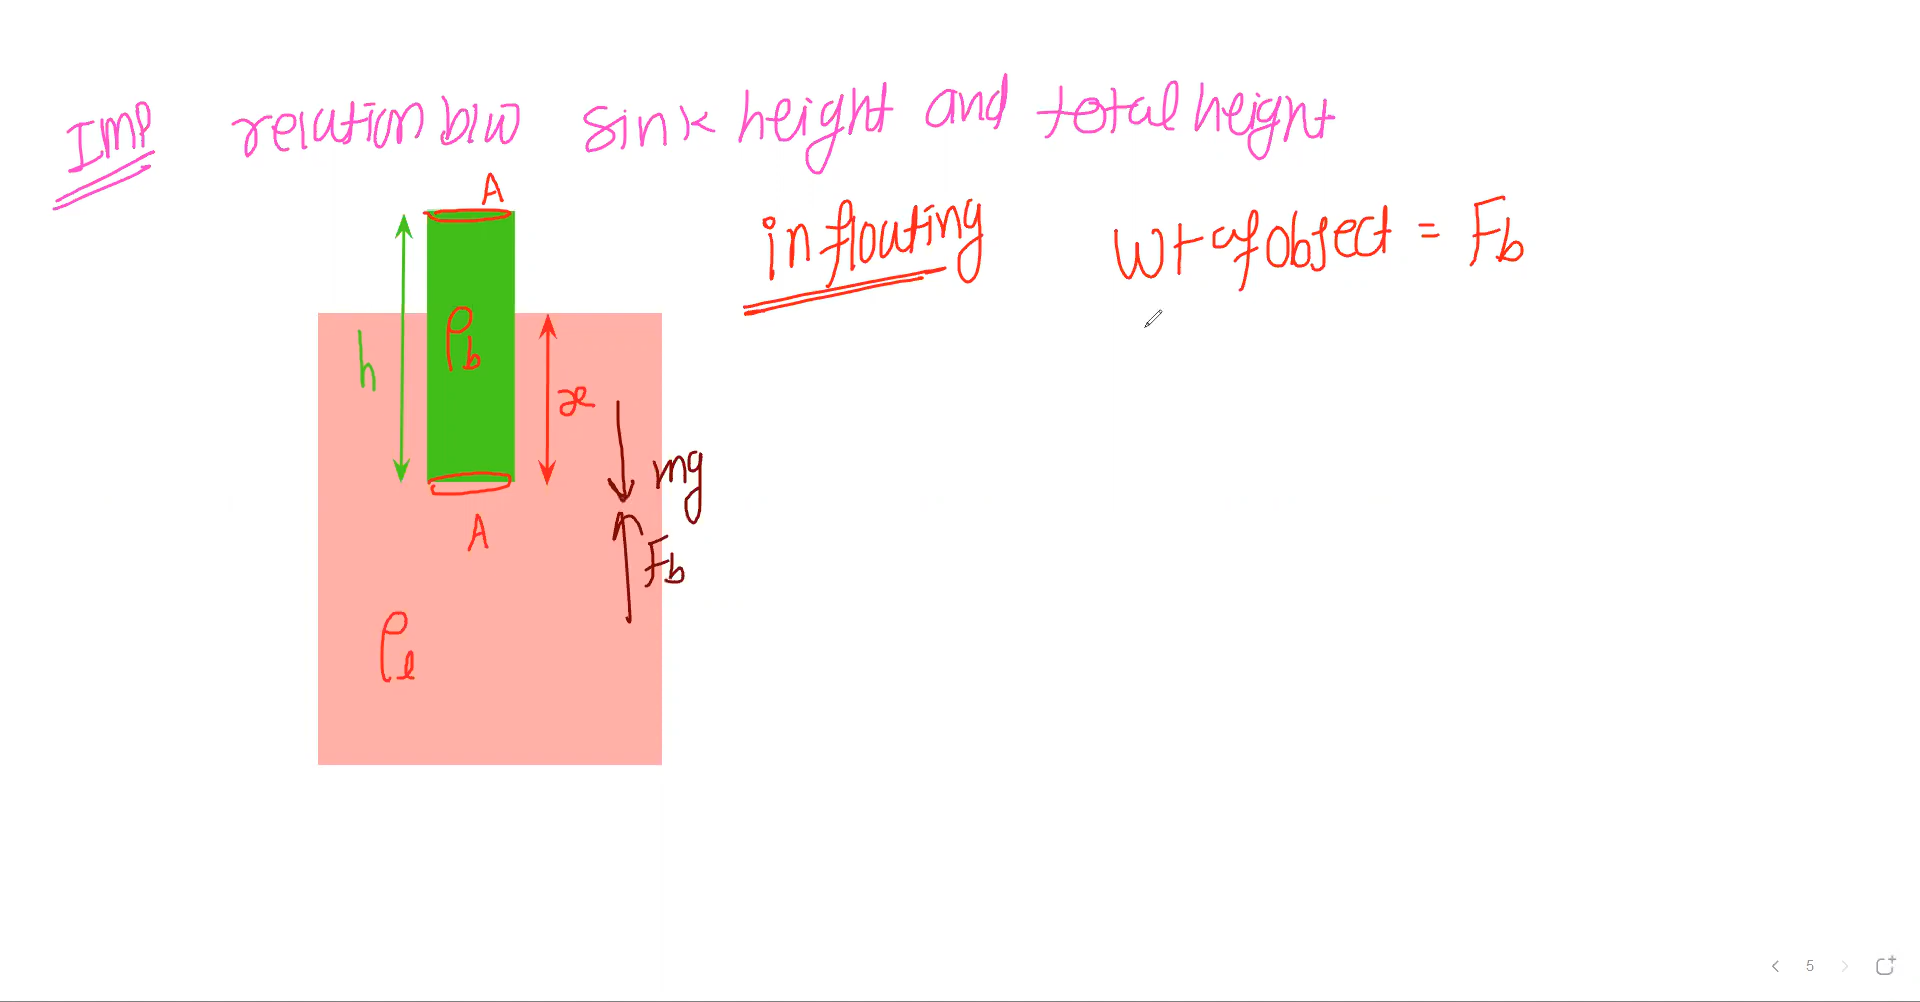 Imp relation b/w sink height and total height
A
in floating wt of object = Fb
ρb
h
x
mg
A
Fb
ρl
5